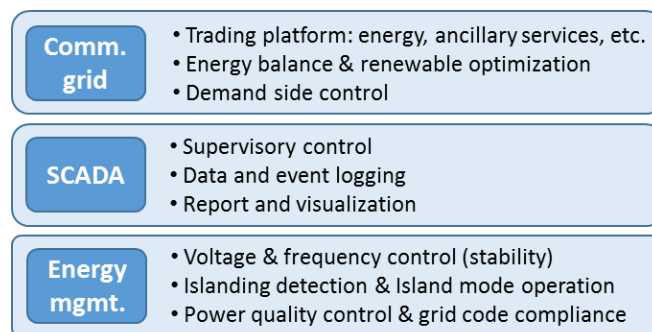 Comm.
grid
• Trading platform: energy, ancillary services, etc.
• Energy balance & renewable optimization
• Demand side control
SCADA
• Supervisory control
• Data and event logging
• Report and visualization
Energy
mgmt.
• Voltage & frequency control (stability)
• Islanding detection & Island mode operation
• Power quality control & grid code compliance